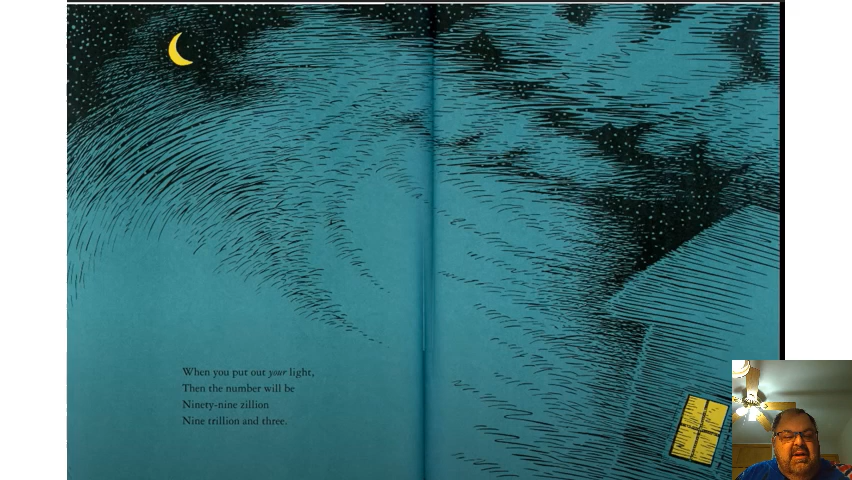 When you put out your light,
Then the number will be
Ninety-nine zillion
Nine trillion and three.